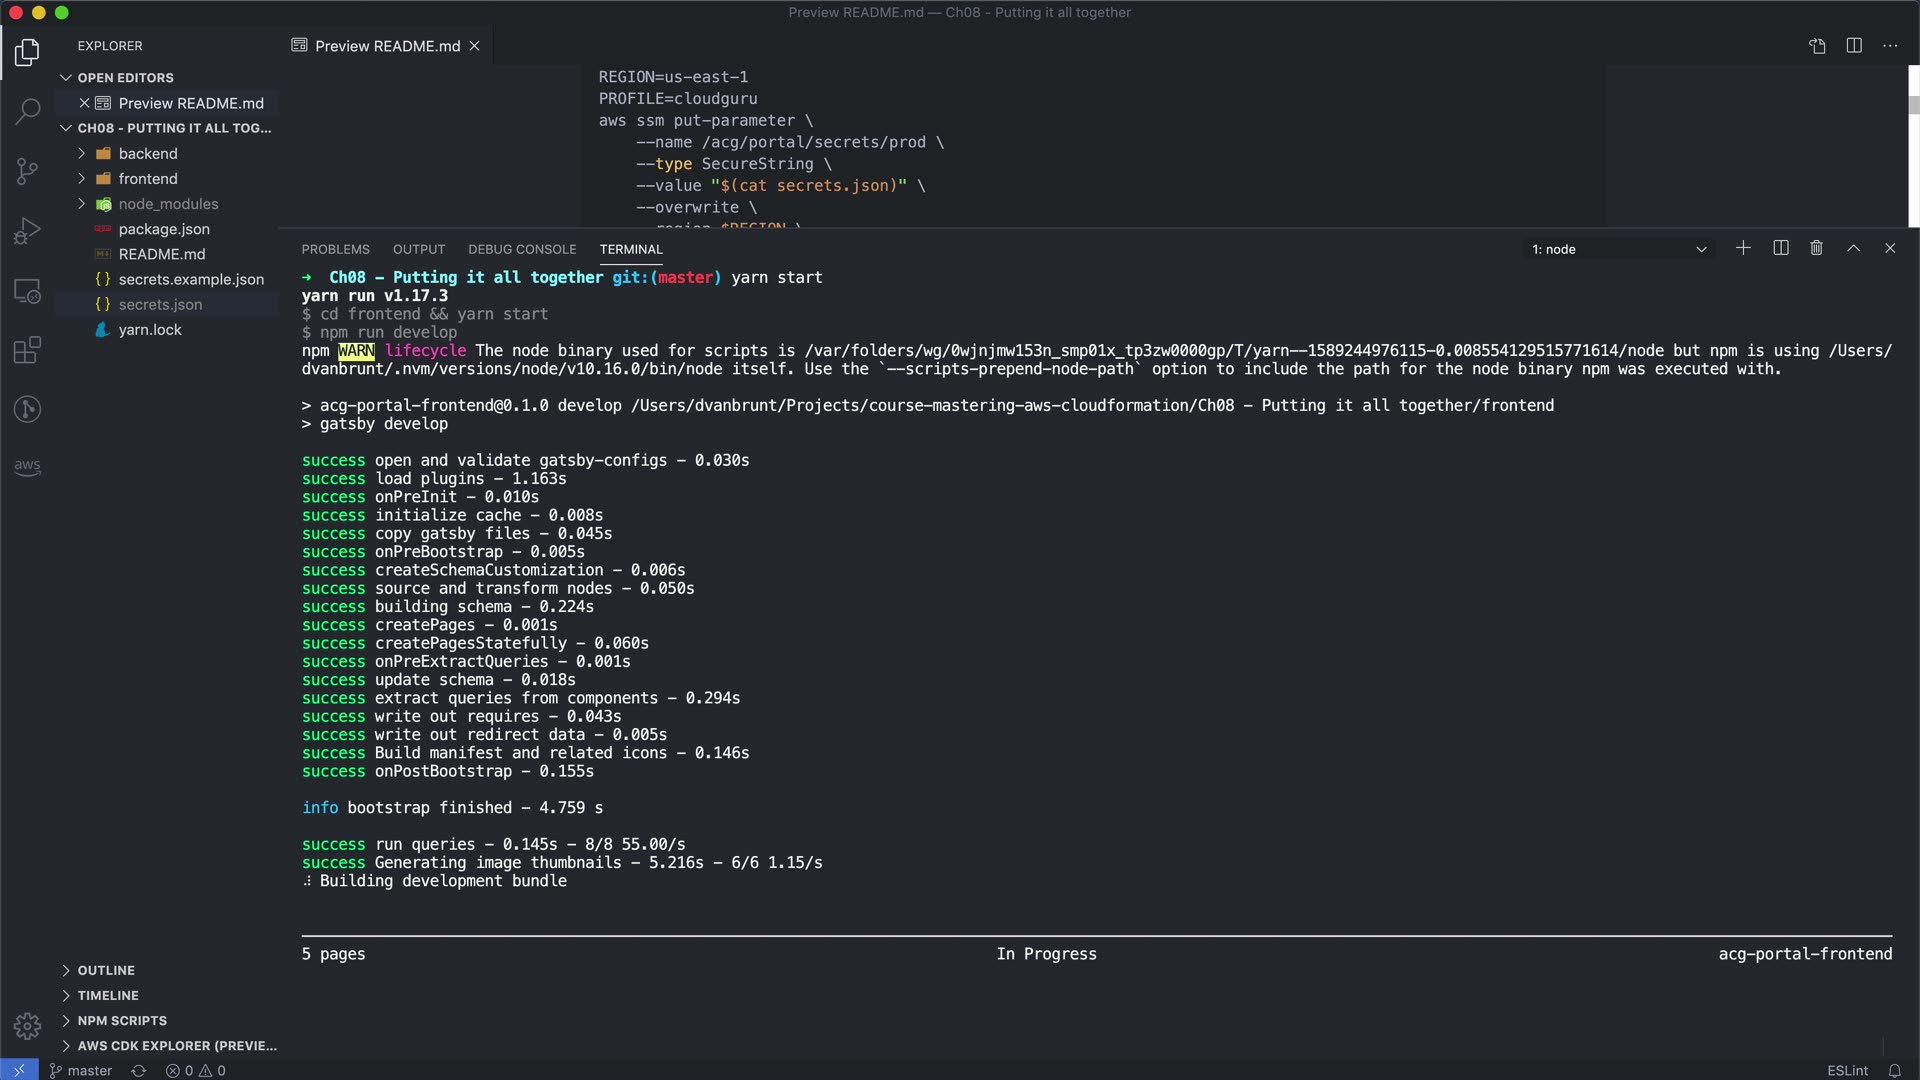 Preview README.md — Ch08 - Putting it all together
EXPLORER
OPEN EDITORS
Preview README.md
CH08 - PUTTING IT ALL TOG...
backend
frontend
node_modules
package.json
README.md
secrets.example.json
secrets.json
yarn.lock
OUTLINE
TIMELINE
NPM SCRIPTS
AWS CDK EXPLORER (PREVIE...
aws
Preview README.md
REGION=us-east-1
PROFILE=cloudguru
aws ssm put-parameter \
--name /acg/portal/secrets/prod \
--type SecureString \
--value "$(cat secrets.json)" \
--overwrite \
--region $REGION \
PROBLEMS OUTPUT DEBUG CONSOLE TERMINAL 1: node
→ Ch08 – Putting it all together git:(master) yarn start
yarn run v1.17.3
$ cd frontend && yarn start
$ npm run develop
npm WARN lifecycle The node binary used for scripts is /var/folders/wg/0wjnjmw153n_smp01x_tp3zw0000gp/T/yarn--1589244976115-0.008554129515771614/node but npm is using /Users/
dvanbrunt/.nvm/versions/node/v10.16.0/bin/node itself. Use the `--scripts-prepend-node-path` option to include the path for the node binary npm was executed with.
> acg-portal-frontend@0.1.0 develop /Users/dvanbrunt/Projects/course-mastering-aws-cloudformation/Ch08 – Putting it all together/frontend
> gatsby develop
success open and validate gatsby-configs – 0.030s
success load plugins – 1.163s
success onPreInit – 0.010s
success initialize cache – 0.008s
success copy gatsby files – 0.045s
success onPreBootstrap – 0.005s
success createSchemaCustomization – 0.006s
success source and transform nodes – 0.050s
success building schema – 0.224s
success createPages – 0.001s
success createPagesStatefully – 0.060s
success onPreExtractQueries – 0.001s
success update schema – 0.018s
success extract queries from components – 0.294s
success write out requires – 0.043s
success write out redirect data – 0.005s
success Build manifest and related icons – 0.146s
success onPostBootstrap – 0.155s
info bootstrap finished – 4.759 s
success run queries – 0.145s – 8/8 55.00/s
success Generating image thumbnails – 5.216s – 6/6 1.15/s
⠼ Building development bundle
5 pages In Progress acg-portal-frontend
master 0 0 ESLint